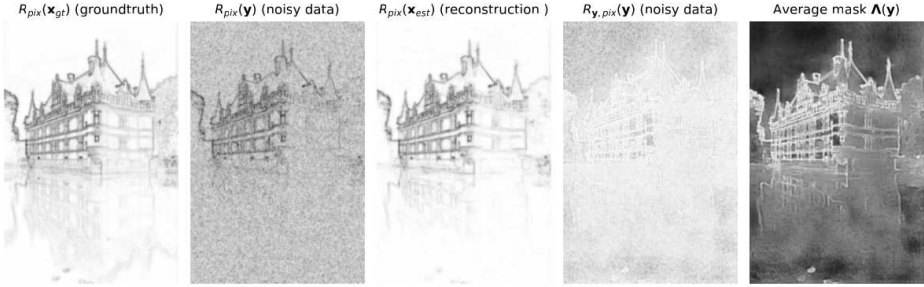 R_pix(x_gt) (groundtruth)
R_pix(y) (noisy data)
R_pix(x_est) (reconstruction )
R_y,pix(y) (noisy data)
Average mask Λ(y)